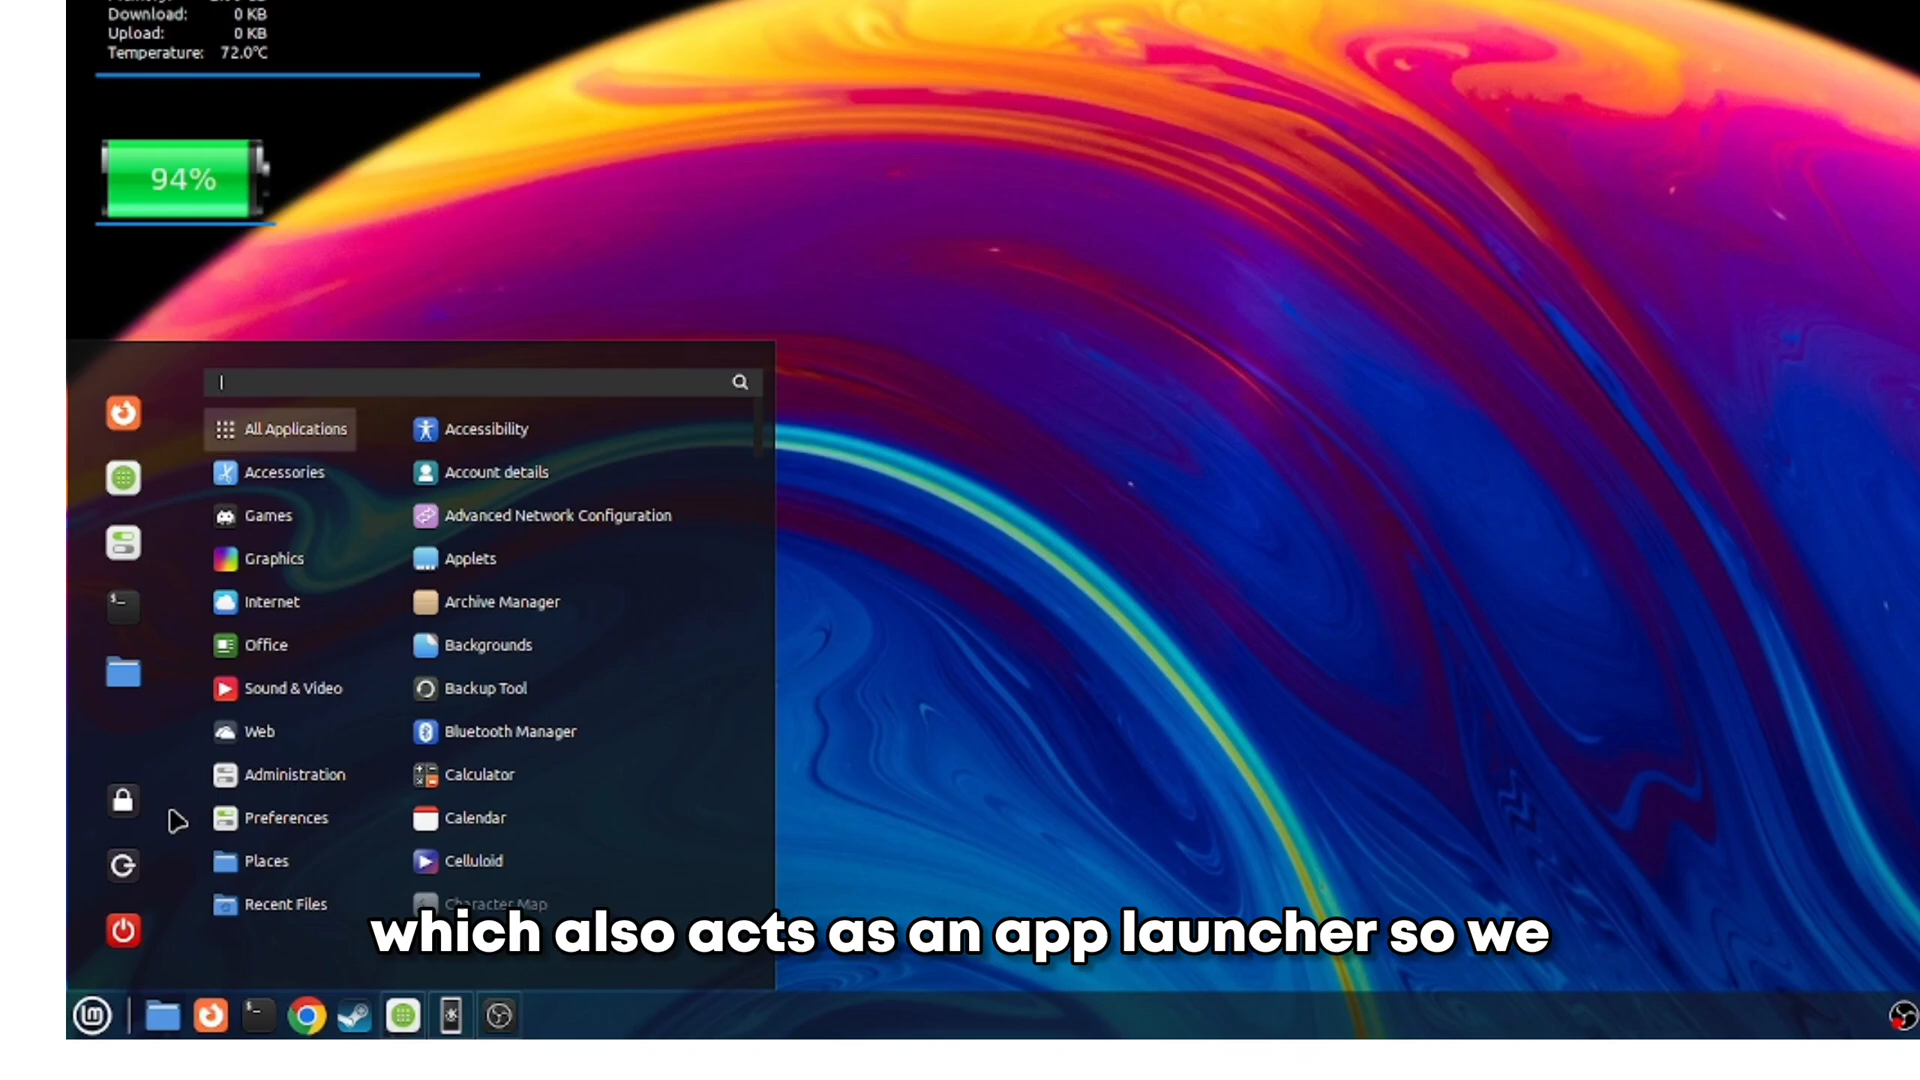 Download: 0 KB
Upload: 0 KB
Temperature: 72.0°C
94%
All Applications
Accessories
Games
Graphics
Internet
Office
Sound & Video
Web
Administration
Preferences
Places
Recent Files
Accessibility
Account details
Advanced Network Configuration
Applets
Archive Manager
Backgrounds
Backup Tool
Bluetooth Manager
Calculator
Calendar
Celluloid
Character Map
which also acts as an app launcher so we